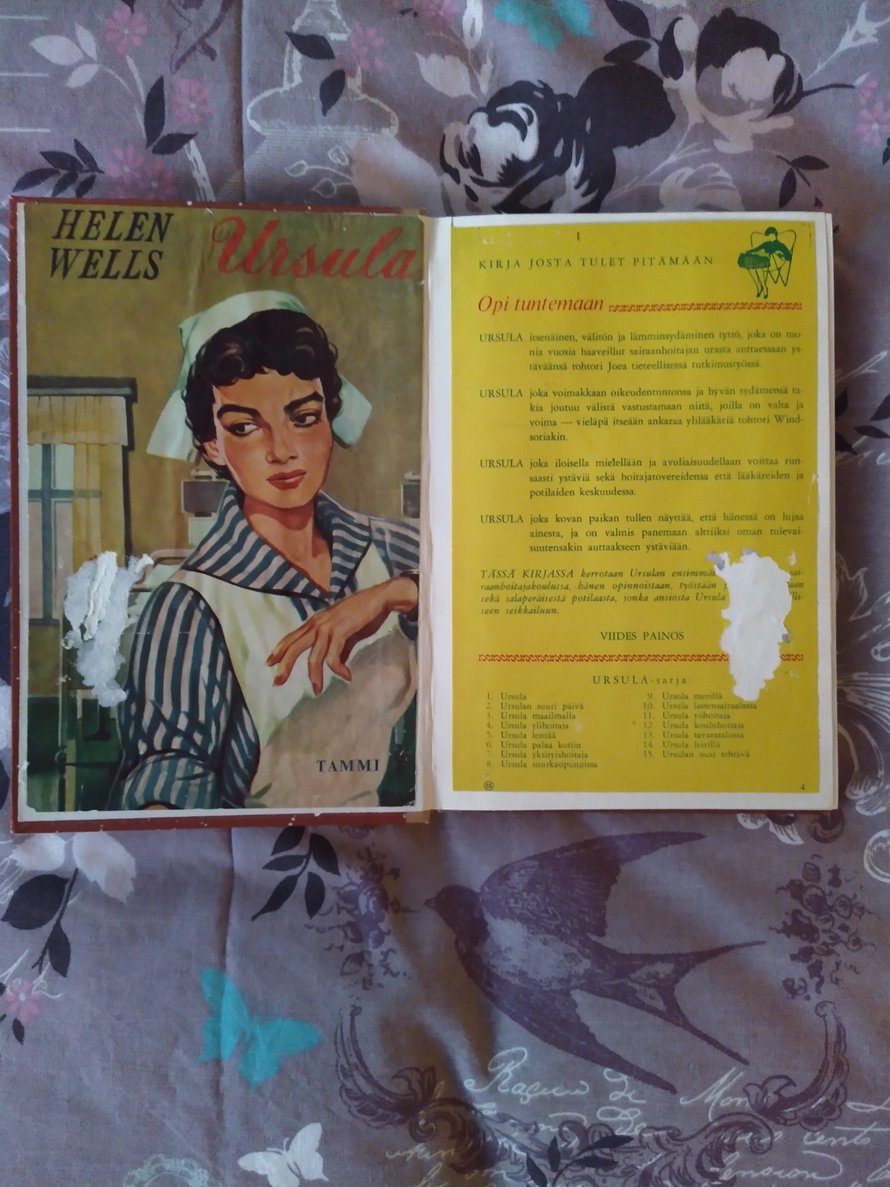 HELEN
WELLS
Ursula
TAMMI
KIRJA JOSTA TULET PITÄMÄÄN
Opi tuntemaan
URSULA itsenäinen, välitön ja lämminsydäminen tyttö, joka on mo-
nia vuosia haaveillut sairaanhoitajan urasta auttaessaan ys-
täväänsä tohtori Joea tieteellisessä tutkimustyössä.
URSULA joka voimakkaan oikeudentuntonsa ja hyvän sydämensä ta-
kia joutuu välistä vastustamaan niitä, joilla on valta ja
voima — vieläpä itseään ankaraa ylilääkäriä tohtori Wind-
soriakin.
URSULA joka iloisella mielellään ja avuliaisuudellaan voittaa run-
saasti ystäviä sekä hoitajatovereidensa että lääkäreiden ja
potilaiden keskuudessa.
URSULA joka kovan paikan tullen näyttää, että hänessä on lujaa
ainesta, ja on valmis panemaan alttiiksi oman tulevai-
suutensakin auttaakseen ystäviään.
TÄSSÄ KIRJASSA kerrotaan Ursulan
raanhoitajakoulussa, hänen opinnoistaan, työstään
sekä salaperäisestä potilaasta, jonka ansiosta Ursula
seen seikkailuun.
VIIDES PAINOS
URSULA-sarja:
1. Ursula
2. Ursulan suuri päivä
3. Ursula maailmalla
4. Ursula ylihoitaja
5. Ursula lentää
6. Ursula palaa kotiin
7. Ursula yksityishoitaja
8. Ursula suurkaupungissa
9. Ursula merillä
10. Ursula lastensairaalassa
11. Ursula yöhoitaja
12. Ursula kouluhoitaja
13. Ursula tavaratalossa
14. Ursula leirillä
15. Ursulan uusi tehtävä
4